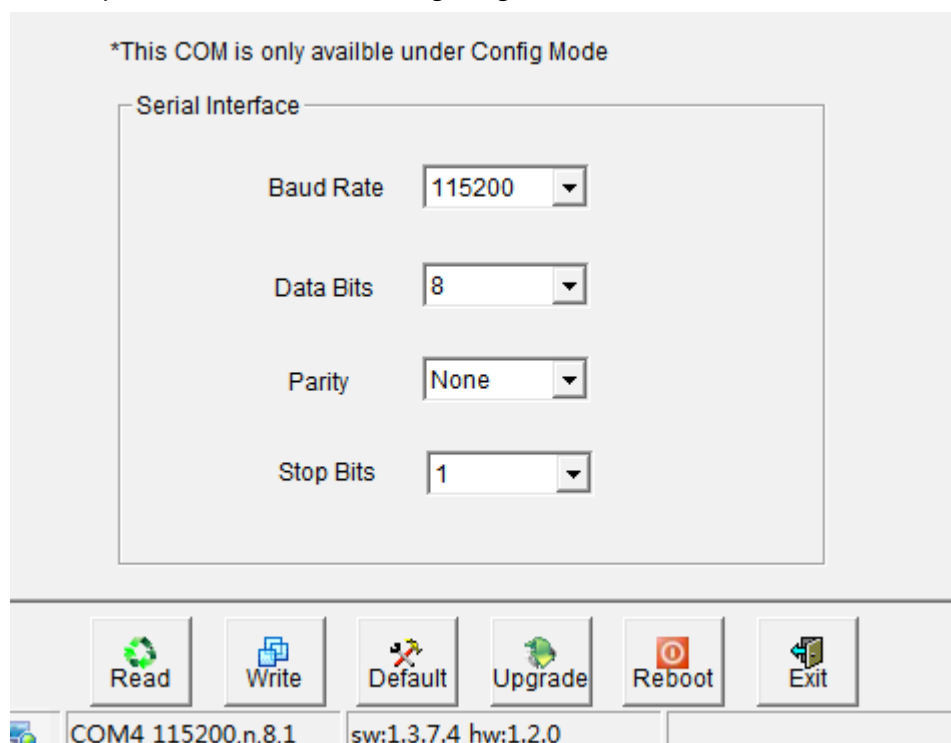 *This COM is only availble under Config Mode
Serial Interface
Baud Rate 115200
Data Bits 8
Parity None
Stop Bits 1
Read Write Default Upgrade Reboot Exit
COM4 115200,n,8,1 sw:1.3.7.4 hw:1.2.0